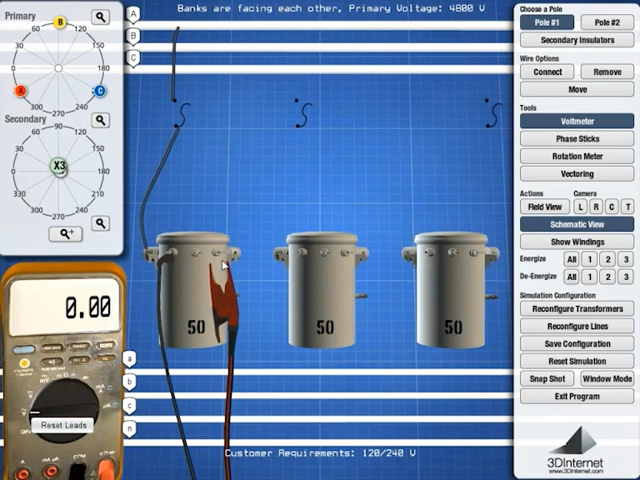 Banks are facing each other, Primary Voltage: 4800 V
Primary
B
A
C
30
0
300
270
240
180
120
90
Secondary
60
90
120
30
150
0
180
X3
330
210
300
270
240
0.00
Reset Leads
A
B
C
50
50
50
a
b
c
n
Customer Requirements: 120/240 V
Choose a Pole
Pole #1
Pole #2
Secondary Insulators
Wire Options
Connect
Remove
Move
Tools
Voltmeter
Phase Sticks
Rotation Meter
Vectoring
Actions
Camera
Field View
L
R
C
T
Schematic View
Show Windings
Energize
All
1
2
3
De-Energize
All
1
2
3
Simulation Configuration
Reconfigure Transformers
Reconfigure Lines
Save Configuration
Reset Simulation
Snap Shot
Window Mode
Exit Program
3DInternet
www.3dinternet.com